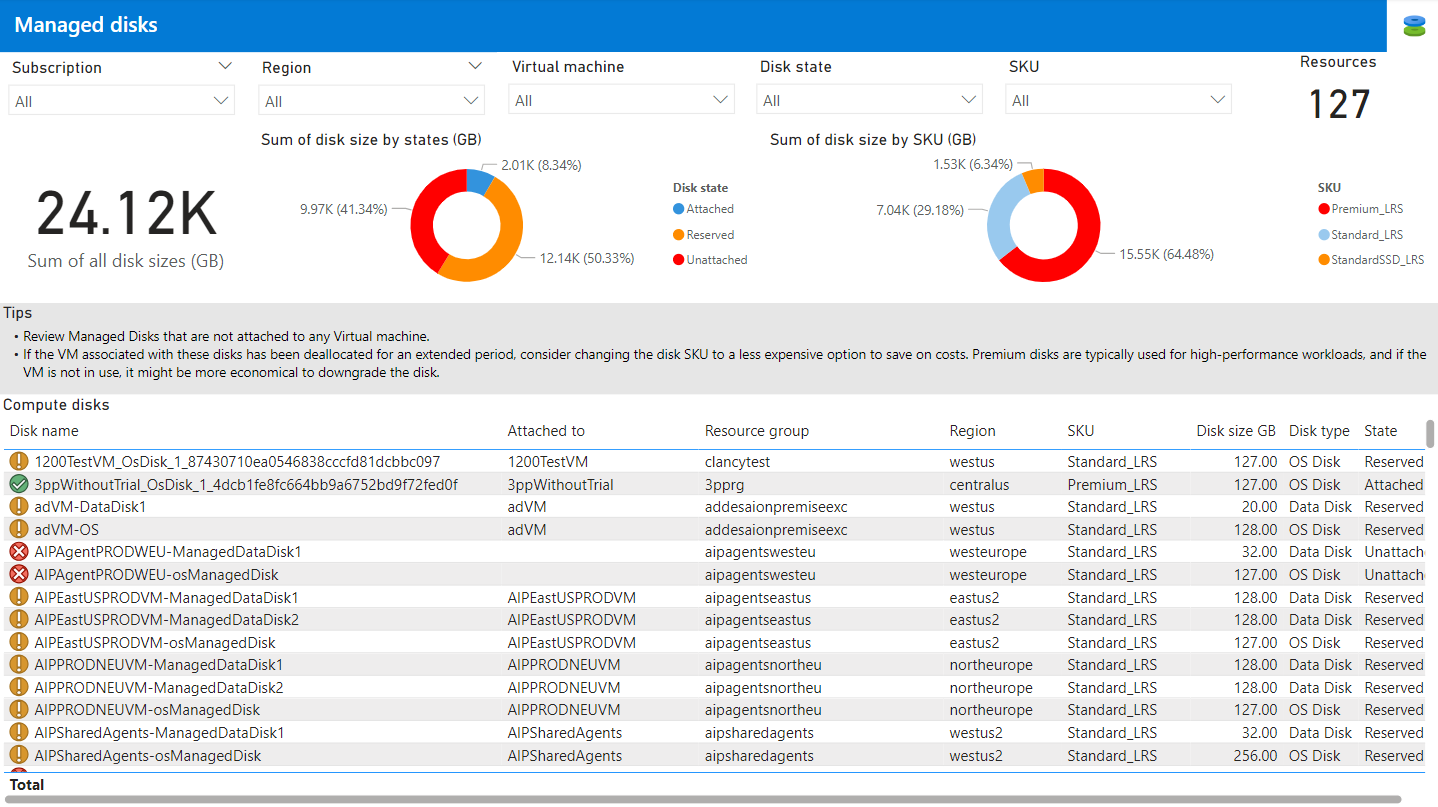 Managed disks
Subscription
Region
Virtual machine
Disk state
SKU
Resources
All
All
All
All
All
127
Sum of disk size by states (GB)
Sum of disk size by SKU (GB)
24.12K
Sum of all disk sizes (GB)
2.01K (8.34%)
9.97K (41.34%)
12.14K (50.33%)
Disk state
Attached
Reserved
Unattached
1.53K (6.34%)
7.04K (29.18%)
15.55K (64.48%)
SKU
Premium_LRS
Standard_LRS
StandardSSD_LRS
Tips
• Review Managed Disks that are not attached to any Virtual machine.
• If the VM associated with these disks has been deallocated for an extended period, consider changing the disk SKU to a less expensive option to save on costs. Premium disks are typically used for high-performance workloads, and if the
VM is not in use, it might be more economical to downgrade the disk.
Compute disks
Disk name Attached to Resource group Region SKU Disk size GB Disk type State
1200TestVM_OsDisk_1_87430710ea0546838cccfd81dcbbc097 1200TestVM clancytest westus Standard_LRS 127.00 OS Disk Reserved
3ppWithoutTrial_OsDisk_1_4dcb1fe8fc664bb9a6752bd9f72fed0f 3ppWithoutTrial 3pprg centralus Premium_LRS 127.00 OS Disk Attached
adVM-DataDisk1 adVM addesaionpremiseexc westus Standard_LRS 20.00 Data Disk Reserved
adVM-OS adVM addesaionpremiseexc westus Standard_LRS 128.00 OS Disk Reserved
AIPAgentPRODWEU-ManagedDataDisk1 aipagentswesteu westeurope Standard_LRS 32.00 Data Disk Unattach
AIPAgentPRODWEU-osManagedDisk aipagentswesteu westeurope Standard_LRS 127.00 OS Disk Unattach
AIPEastUSPRODVM-ManagedDataDisk1 AIPEastUSPRODVM aipagentseastus eastus2 Standard_LRS 128.00 Data Disk Reserved
AIPEastUSPRODVM-ManagedDataDisk2 AIPEastUSPRODVM aipagentseastus eastus2 Standard_LRS 128.00 Data Disk Reserved
AIPEastUSPRODVM-osManagedDisk AIPEastUSPRODVM aipagentseastus eastus2 Standard_LRS 127.00 OS Disk Reserved
AIPPRODNEUVM-ManagedDataDisk1 AIPPRODNEUVM aipagentsnortheu northeurope Standard_LRS 128.00 Data Disk Reserved
AIPPRODNEUVM-ManagedDataDisk2 AIPPRODNEUVM aipagentsnortheu northeurope Standard_LRS 128.00 Data Disk Reserved
AIPPRODNEUVM-osManagedDisk AIPPRODNEUVM aipagentsnortheu northeurope Standard_LRS 127.00 OS Disk Reserved
AIPSharedAgents-ManagedDataDisk1 AIPSharedAgents aipsharedagents westus2 Standard_LRS 32.00 Data Disk Reserved
AIPSharedAgents-osManagedDisk AIPSharedAgents aipsharedagents westus2 Standard_LRS 256.00 OS Disk Reserved
Total